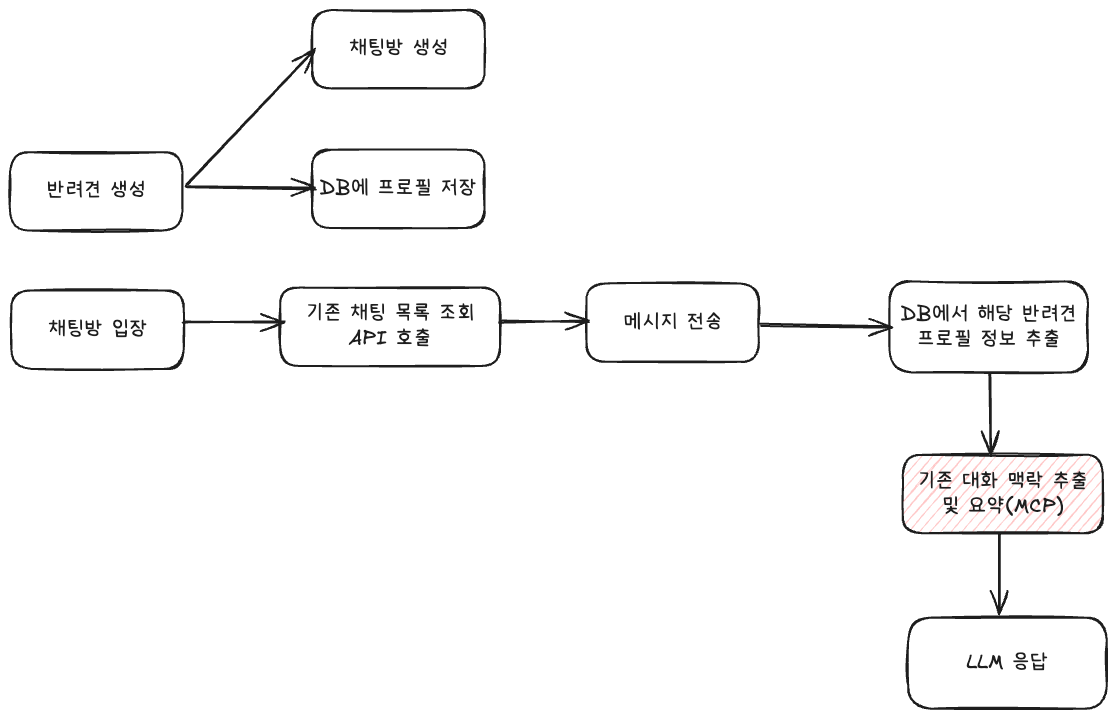 채팅방 생성
반려견 생성
DB에 프로필 저장
채팅방 입장
기존 채팅 목록 조회
API 호출
메시지 전송
DB에서 해당 반려견
프로필 정보 추출
기존 대화 맥락 추출
및 요약(MCP)
LLM 응답